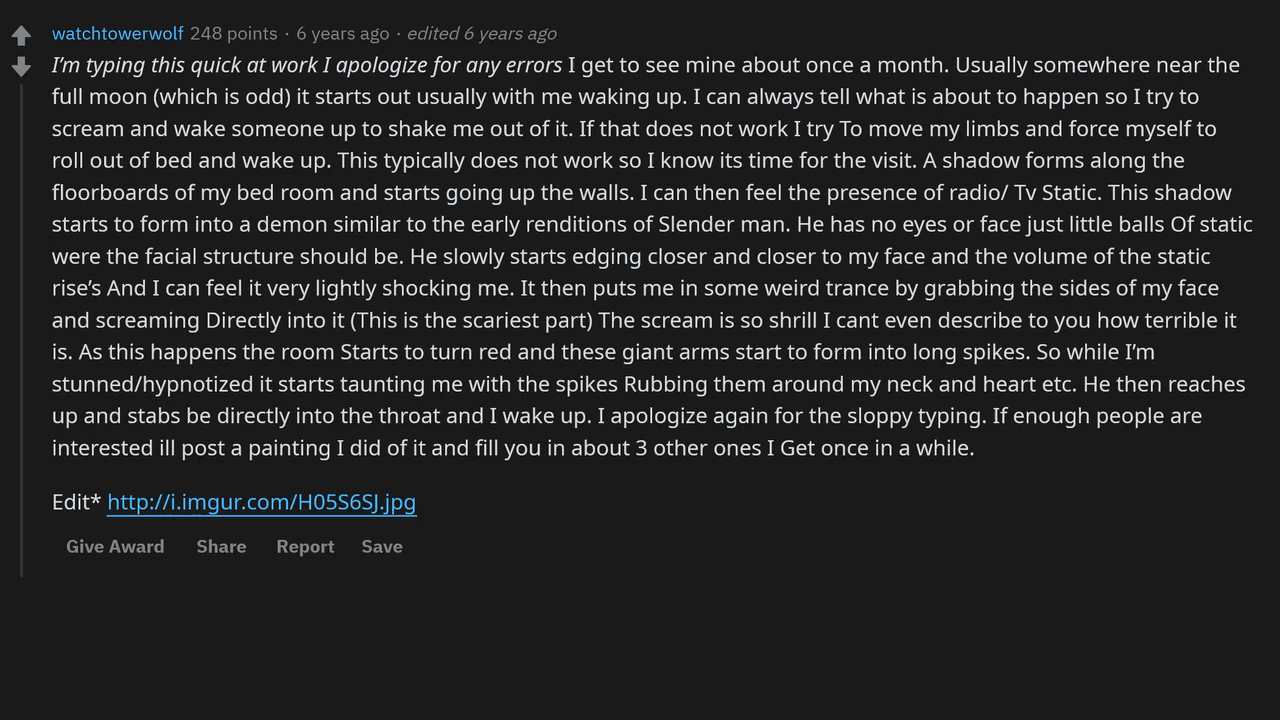 watchtowerwolf 248 points · 6 years ago · edited 6 years ago
I'm typing this quick at work I apologize for any errors I get to see mine about once a month. Usually somewhere near the
full moon (which is odd) it starts out usually with me waking up. I can always tell what is about to happen so I try to
scream and wake someone up to shake me out of it. If that does not work I try To move my limbs and force myself to
roll out of bed and wake up. This typically does not work so I know its time for the visit. A shadow forms along the
floorboards of my bed room and starts going up the walls. I can then feel the presence of radio/ Tv Static. This shadow
starts to form into a demon similar to the early renditions of Slender man. He has no eyes or face just little balls Of static
were the facial structure should be. He slowly starts edging closer and closer to my face and the volume of the static
rise's And I can feel it very lightly shocking me. It then puts me in some weird trance by grabbing the sides of my face
and screaming Directly into it (This is the scariest part) The scream is so shrill I cant even describe to you how terrible it
is. As this happens the room Starts to turn red and these giant arms start to form into long spikes. So while I'm
stunned/hypnotized it starts taunting me with the spikes Rubbing them around my neck and heart etc. He then reaches
up and stabs be directly into the throat and I wake up. I apologize again for the sloppy typing. If enough people are
interested ill post a painting I did of it and fill you in about 3 other ones I Get once in a while.
Edit* http://i.imgur.com/H05S6SJ.jpg
Give Award Share Report Save